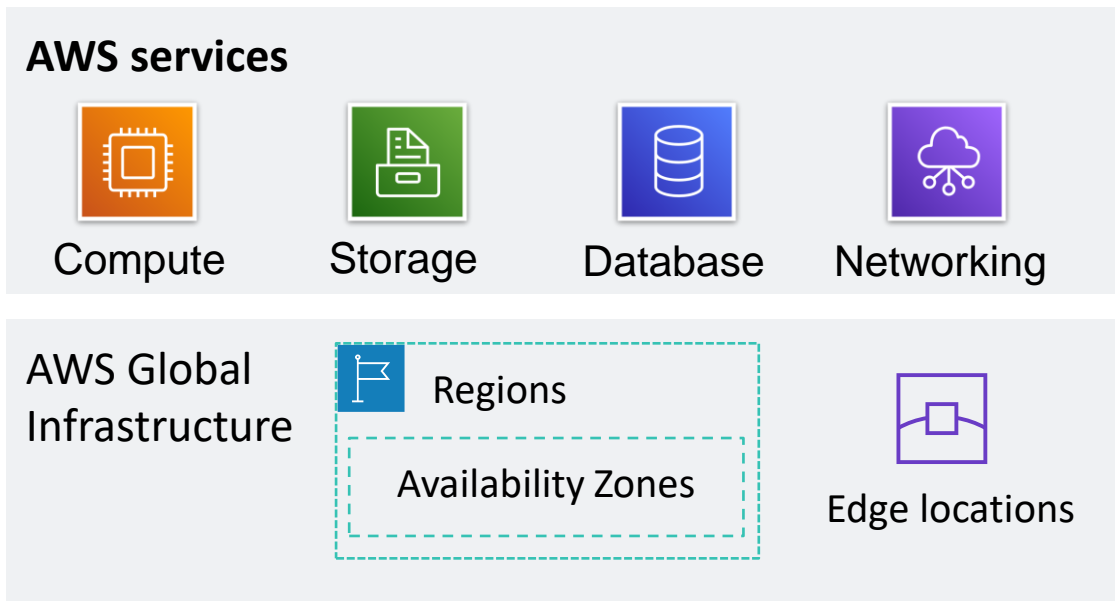 AWS services
Compute
Storage
Database
Networking
AWS Global
Infrastructure
Regions
Availability Zones
Edge locations